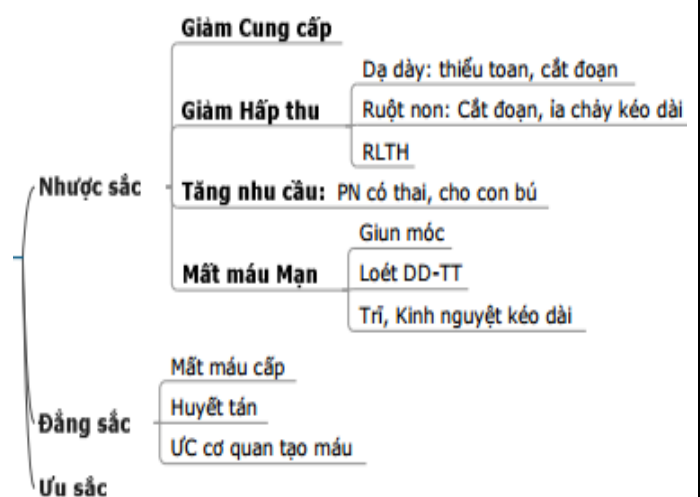 Giảm Cung cấp
Dạ dày: thiếu toan, cắt đoạn
Giảm Hấp thu
Ruột non: Cắt đoạn, ỉa chảy kéo dài
RLTH
Nhược sắc
Tăng nhu cầu: PN có thai, cho con bú
Giun móc
Mất máu Mạn
Loét DD-TT
Trĩ, Kinh nguyệt kéo dài
Mất máu cấp
Huyết tán
Đẳng sắc
ƯC cơ quan tạo máu
Ưu sắc